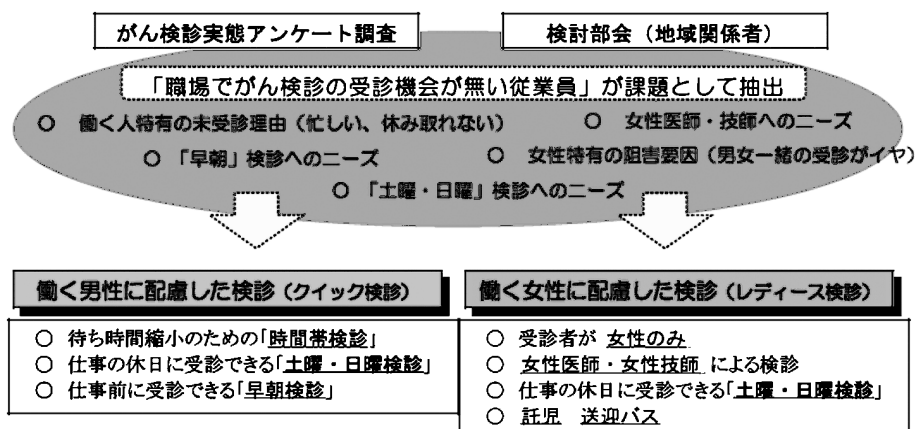 がん検診実態アンケート調査
検討部会（地域関係者）
「職場でがん検診の受診機会が無い従業員」が課題として抽出
○ 働く人特有の未受診理由（忙しい、休み取れない）
○ 女性医師・技師へのニーズ
○ 「早朝」検診へのニーズ
○ 女性特有の阻害要因（男女一緒の受診がイヤ）
○ 「土曜・日曜」検診へのニーズ
働く男性に配慮した検診（クイック検診）
○ 待ち時間縮小のための「時間帯検診」
○ 仕事の休日に受診できる「土曜・日曜検診」
○ 仕事前に受診できる「早朝検診」
働く女性に配慮した検診（レディース検診）
○ 受診者が 女性のみ
○ 女性医師・女性技師 による検診
○ 仕事の休日に受診できる「土曜・日曜検診」
○ 託児 送迎バス